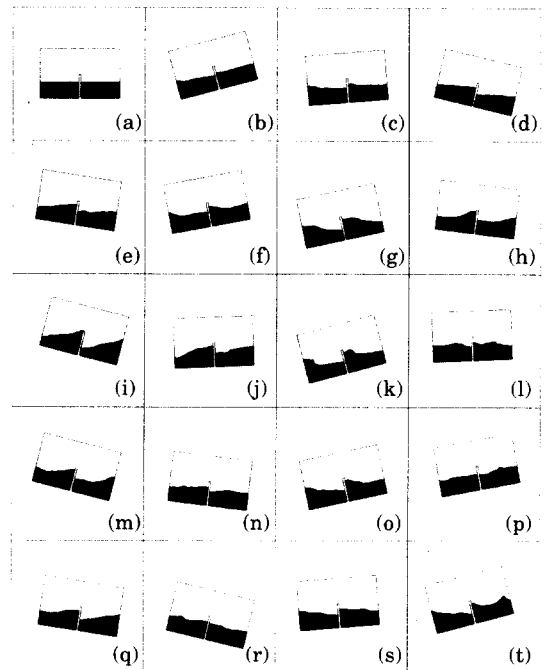 (a) (b) (c) (d)
(e) (f) (g) (h)
(i) (j) (k) (l)
(m) (n) (o) (p)
(q) (r) (s) (t)